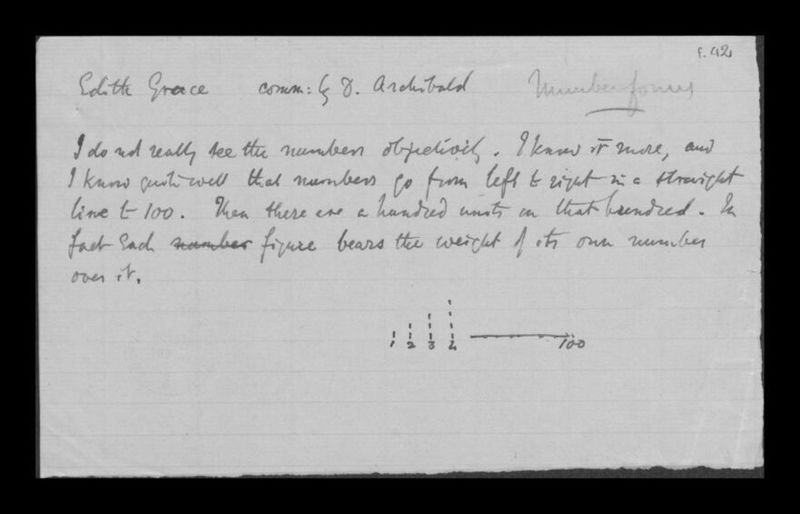 f. 42
Edith Grace comm: by D. Archibald Number forms
I do not really see the numbers objectively. I know it more, and
I know quite well that numbers go from left to right in a straight
line to 100. Then there are a hundred units on that hundred. In
fact each number figure bears the weight of its own number
over it.
1 2 3 4 100